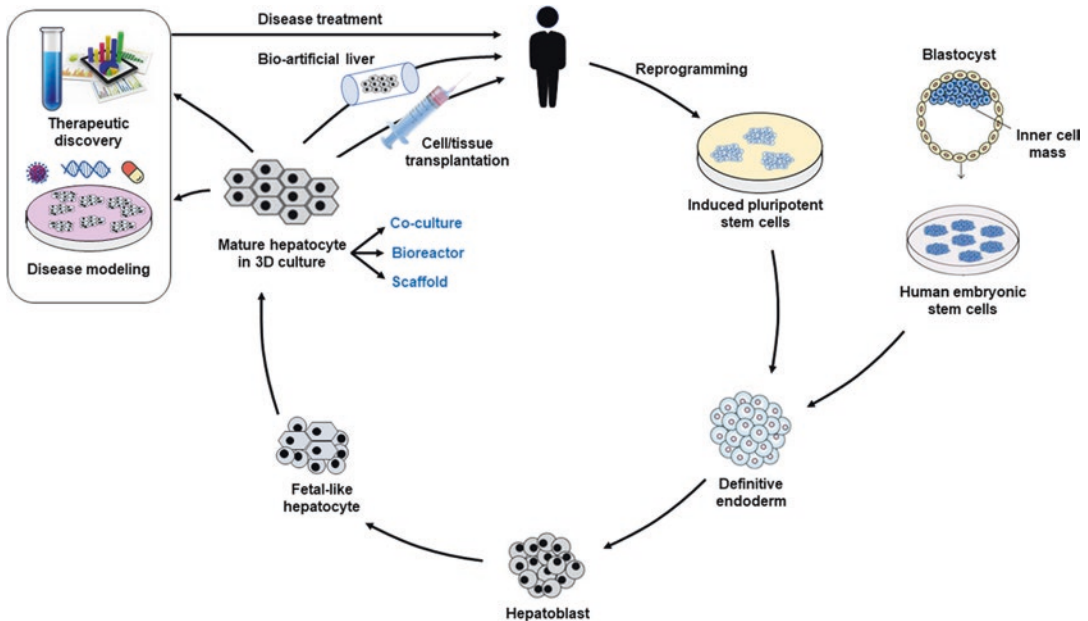 Disease treatment
Bio-artificial liver
Cell/tissue
transplantation
Therapeutic
discovery
Disease modeling
Mature hepatocyte
in 3D culture
Co-culture
Bioreactor
Scaffold
Reprogramming
Induced pluripotent
stem cells
Blastocyst
Inner cell
mass
Human embryonic
stem cells
Definitive
endoderm
Hepatoblast
Fetal-like
hepatocyte